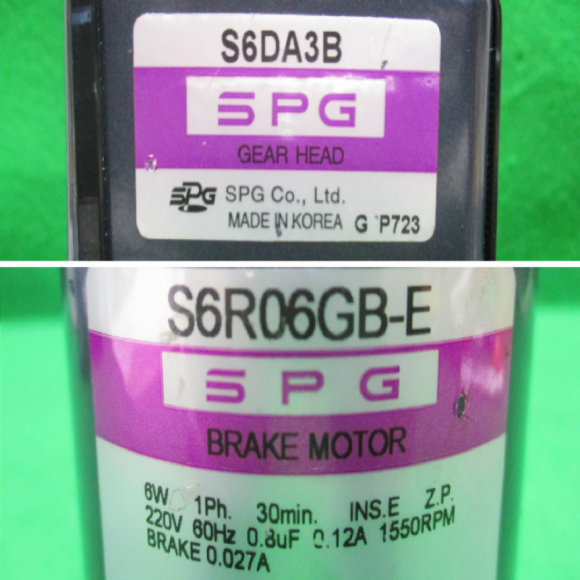 S6DA3B
SPG
GEAR HEAD
SPG SPG Co., Ltd.
MADE IN KOREA G P723
S6R06GB-E
SPG
BRAKE MOTOR
6W 1Ph. 30min. INS.E Z.P.
220V 60Hz 0.8uF 0.12A 1550RPM
BRAKE 0.027A